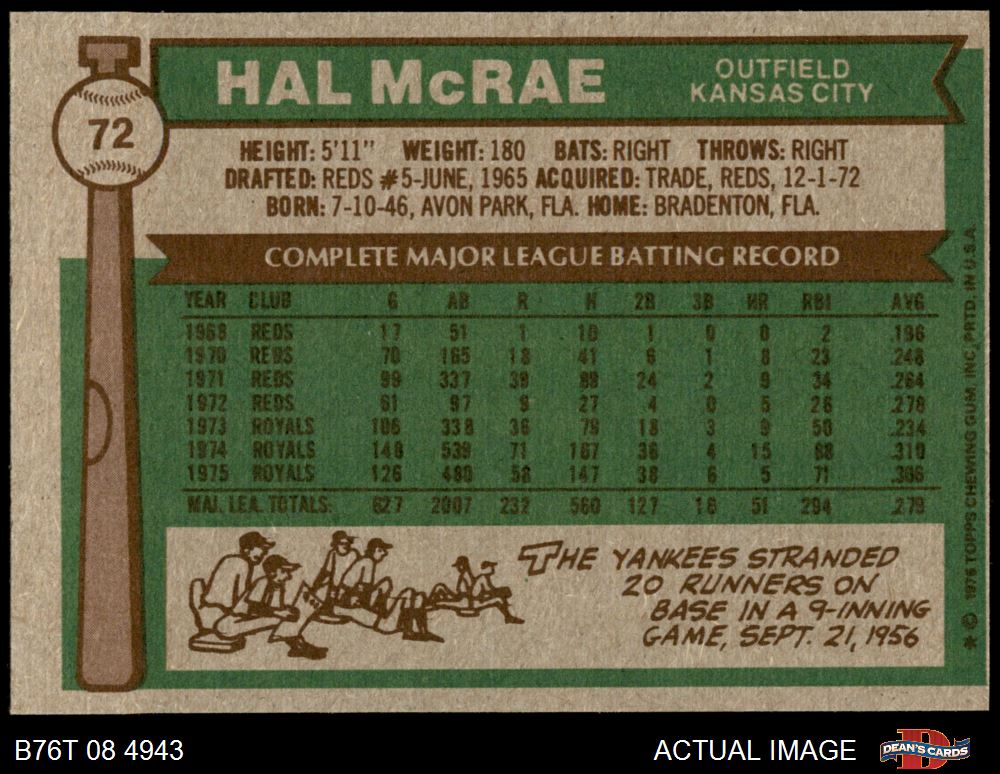 72
HAL McRAE
OUTFIELD
KANSAS CITY
HEIGHT: 5'11" WEIGHT: 180 BATS: RIGHT THROWS: RIGHT
DRAFTED: REDS #5-JUNE, 1965 ACQUIRED: TRADE, REDS, 12-1-72
BORN: 7-10-46, AVON PARK, FLA. HOME: BRADENTON, FLA.
COMPLETE MAJOR LEAGUE BATTING RECORD
YEAR CLUB G AB R H 2B 3B HR RBI AVG
1968 REDS 17 51 1 10 1 0 0 2 .196
1970 REDS 70 165 18 41 6 1 8 23 .248
1971 REDS 99 337 39 89 24 2 9 34 .264
1972 REDS 61 97 9 27 4 0 5 26 .278
1973 ROYALS 106 338 36 79 18 3 9 50 .234
1974 ROYALS 148 539 71 167 36 4 15 88 .310
1975 ROYALS 126 480 58 147 38 6 5 71 .306
MAJ. LEA. TOTALS: 627 2007 232 560 127 16 51 294 .279
THE YANKEES STRANDED
20 RUNNERS ON
BASE IN A 9-INNING
GAME, SEPT. 21, 1956
* © 1976 TOPPS CHEWING GUM, INC. PRTD. IN U.S.A.
B76T 08 4943
ACTUAL IMAGE
DEAN'S CARDS